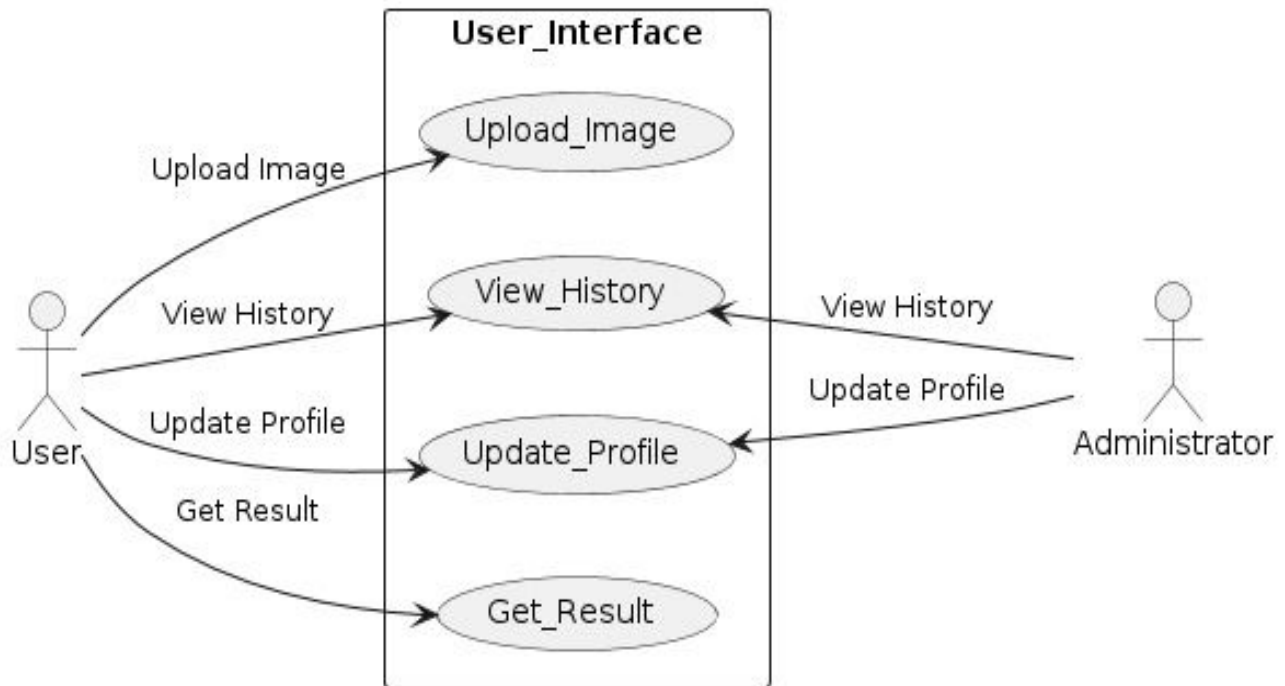 User_Interface
Upload_Image
Upload Image
View_History
View History
View History
Update Profile
Update Profile
User
Update_Profile
Administrator
Get Result
Get_Result